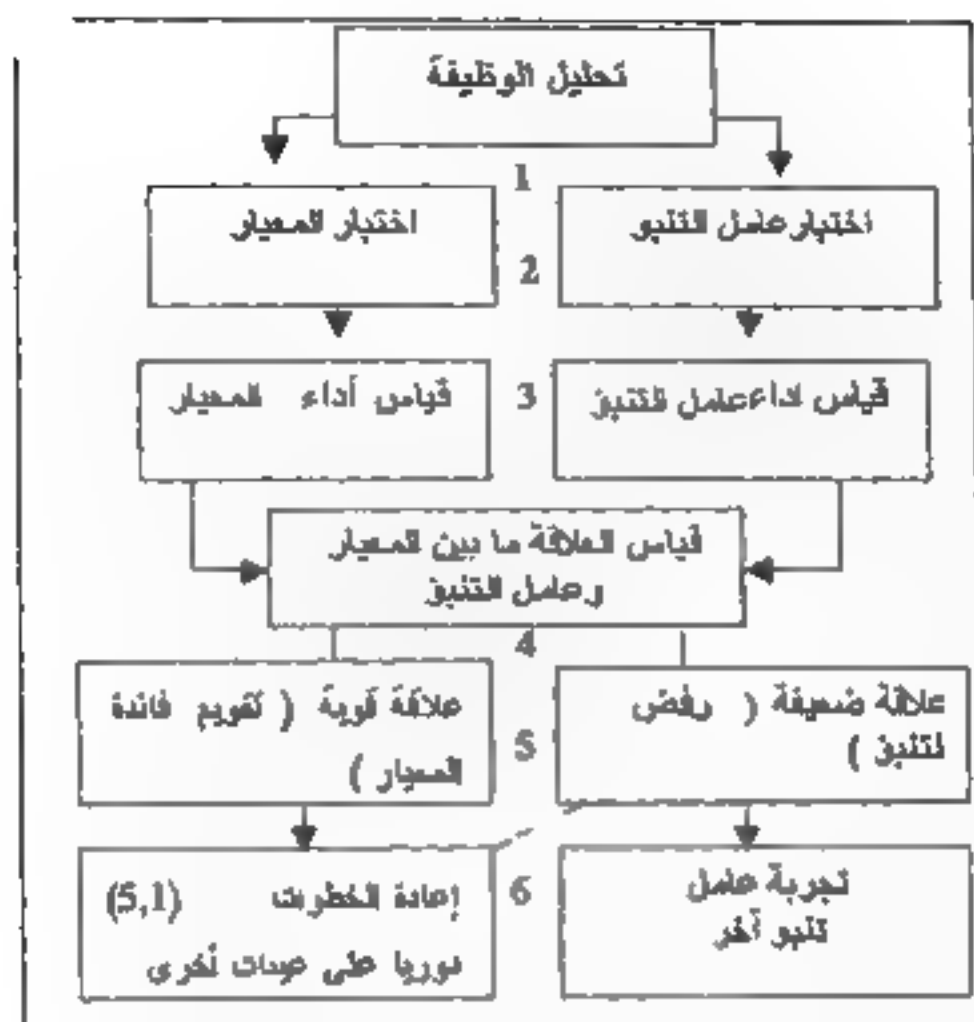 تحليل الوظيفة
1
اختبار عامل التنبؤ
اختبار المعيار
2
قياس اداء عامل التنبؤ
3
قياس أداء المعيار
قياس العلاقة ما بين المعيار
وعامل التنبؤ
4
علاقة ضعيفة ( رفض
التنبؤ )
5
علاقة قوية ( تقويم فائدة
المعيار )
تجربة عامل
تنبو آخر
6
إعادة الخطوات (5,1)
دوريا على عينات أخرى